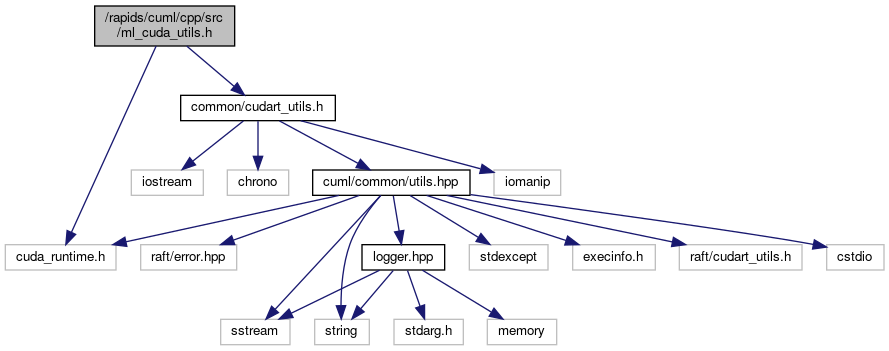 /rapids/cuml/cpp/src
/ml_cuda_utils.h
common/cudart_utils.h
iostream
chrono
cuml/common/utils.hpp
iomanip
cuda_runtime.h
raft/error.hpp
logger.hpp
stdexcept
execinfo.h
raft/cudart_utils.h
cstdio
sstream
string
stdarg.h
memory